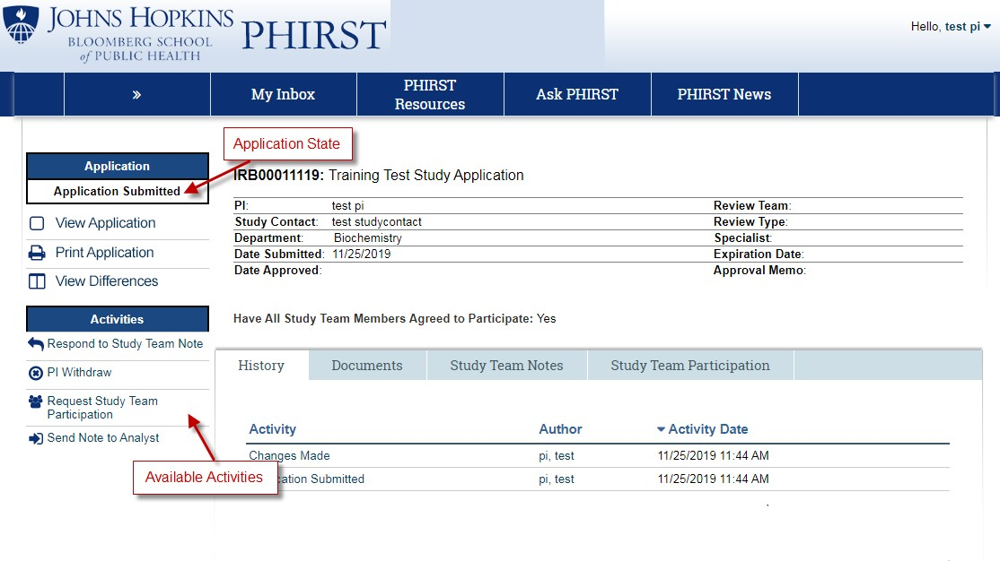 JOHNS HOPKINS
BLOOMBERG SCHOOL
of PUBLIC HEALTH
PHIRST
Hello, test pi
»
My Inbox
PHIRST
Resources
Ask PHIRST
PHIRST News
Application State
Application
Application Submitted
View Application
Print Application
View Differences
Activities
Respond to Study Team Note
PI Withdraw
Request Study Team
Participation
Send Note to Analyst
Available Activities
IRB00011119: Training Test Study Application
PI: test pi Review Team:
Study Contact: test studycontact Review Type:
Department: Biochemistry Specialist:
Date Submitted: 11/25/2019 Expiration Date:
Date Approved: Approval Memo:
Have All Study Team Members Agreed to Participate: Yes
History Documents Study Team Notes Study Team Participation
Activity Author Activity Date
Changes Made pi, test 11/25/2019 11:44 AM
ation Submitted pi, test 11/25/2019 11:44 AM